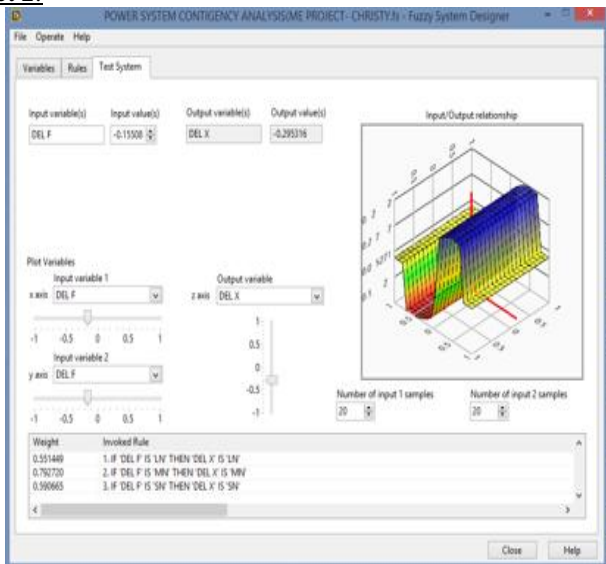 POWER SYSTEM CONTIGENCY ANALYSIS(ME PROJECT- CHRISTY.fs - Fuzzy System Designer
File Operate Help
Variables Rules Test System
Input variable(s) Input value(s) Output variable(s) Output value(s) Input/Output relationship
DEL F -0.15508 DEL X -0.295316
Plot Variables
Input variable 1 Output variable
x axis DEL F z axis DEL X
-1 -0.5 0 0.5 1
1
0.5
0
-0.5
-1
Input variable 2
y axis DEL F
-1 -0.5 0 0.5 1
Number of input 1 samples Number of input 2 samples
20 20
Weight Invoked Rule
0.551449 1. IF 'DEL F' IS 'LN' THEN 'DEL X' IS 'LN'
0.792720 2. IF 'DEL F' IS 'MN' THEN 'DEL X' IS 'MN'
0.590665 3. IF 'DEL F' IS 'SN' THEN 'DEL X' IS 'SN'
Close Help